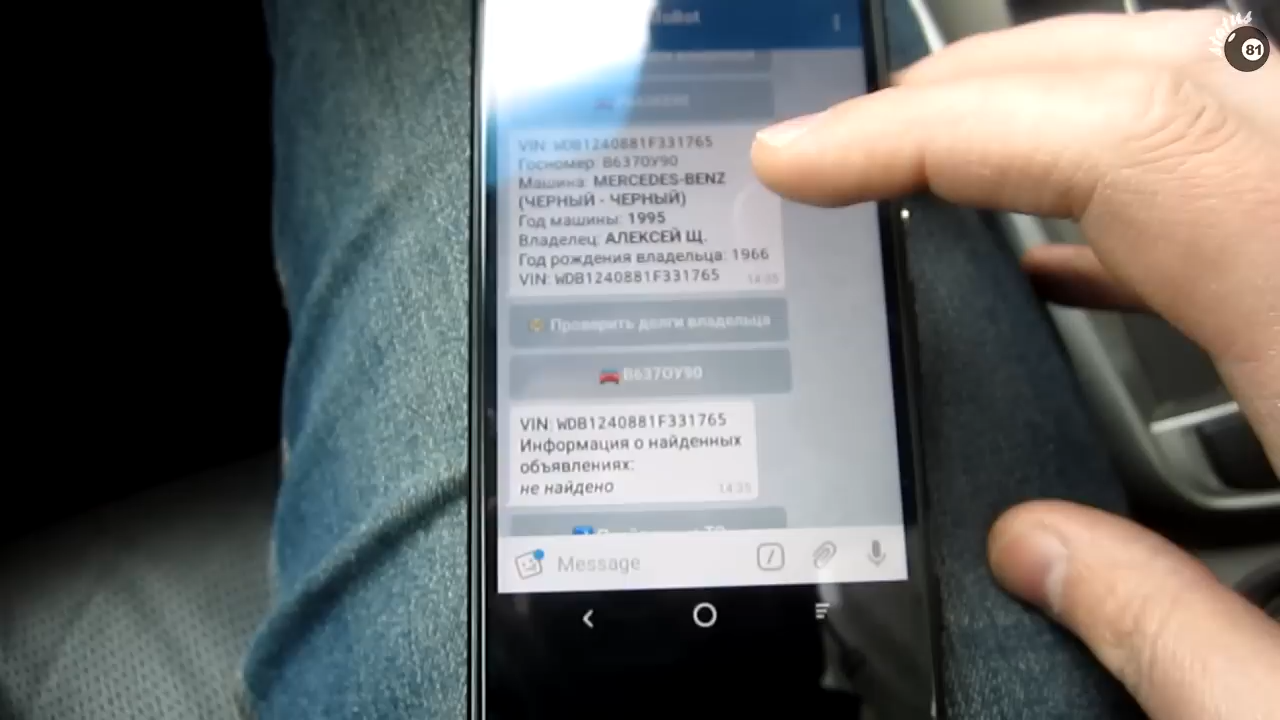 VIN: WDB1240881F331765
Госномер: В637ОУ90
Машина: MERCEDES-BENZ
(ЧЕРНЫЙ - ЧЕРНЫЙ)
Год машины: 1995
Владелец: АЛЕКСЕЙ Щ.
Год рождения владельца: 1966
VIN: WDB1240881F331765
14:35
Проверить долги владельца
В637ОУ90
VIN: WDB1240881F331765
Информация о найденных
объявлениях:
не найдено
14:35
Message
81